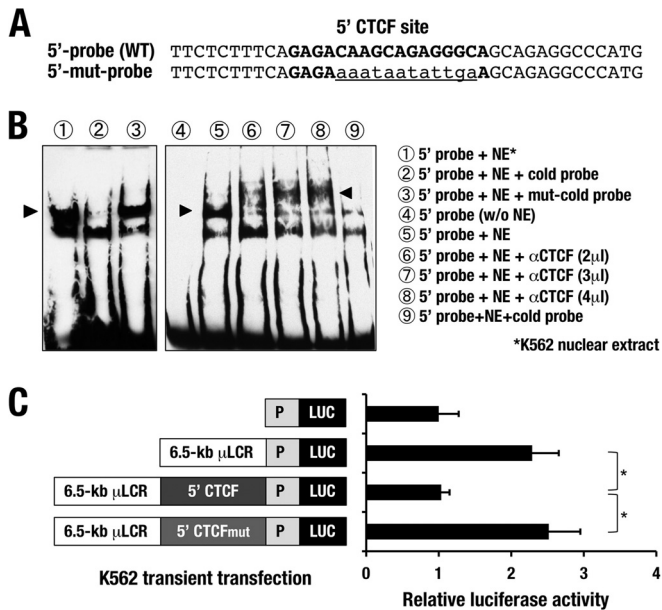 A
5' CTCF site
5'-probe (WT) TTCTCTTTCAGAGACAAGCAGAGGGCAGCAGAGGCCCATG
5'-mut-probe TTCTCTTTCAGAGAaaataatattgaAGCAGAGGCCCATG
B
① ② ③ ④ ⑤ ⑥ ⑦ ⑧ ⑨
① 5' probe + NE*
② 5' probe + NE + cold probe
③ 5' probe + NE + mut-cold probe
④ 5' probe (w/o NE)
⑤ 5' probe + NE
⑥ 5' probe + NE + αCTCF (2μl)
⑦ 5' probe + NE + αCTCF (3μl)
⑧ 5' probe + NE + αCTCF (4μl)
⑨ 5' probe+NE+cold probe
*K562 nuclear extract
C
P LUC
6.5-kb μLCR P LUC
6.5-kb μLCR 5' CTCF P LUC
6.5-kb μLCR 5' CTCFmut P LUC
*
*
0 1 2 3 4
K562 transient transfection
Relative luciferase activity